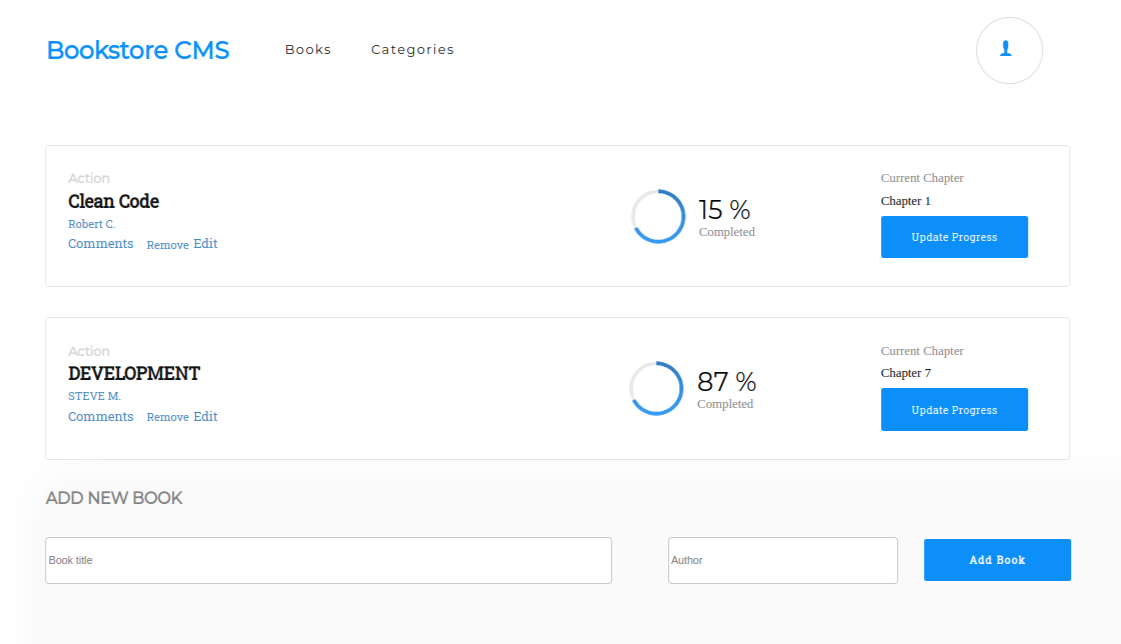 Bookstore CMS Books Categories
Action
Clean Code
Robert C.
Comments Remove Edit
15 %
Completed
Current Chapter
Chapter 1
Update Progress
Action
DEVELOPMENT
STEVE M.
Comments Remove Edit
87 %
Completed
Current Chapter
Chapter 7
Update Progress
ADD NEW BOOK
Book title Author Add Book